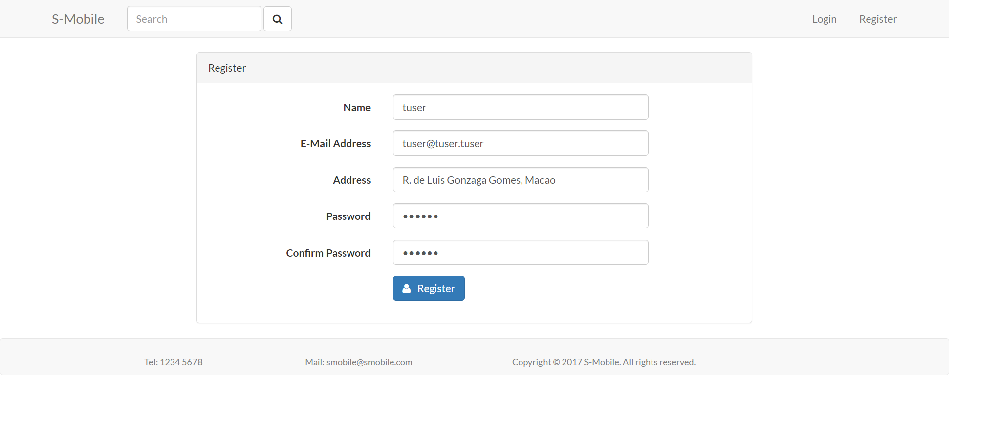 S-Mobile Search Login Register
Register
Name tuser
E-Mail Address tuser@tuser.tuser
Address R. de Luis Gonzaga Gomes, Macao
Password ••••••
Confirm Password ••••••
Register
Tel: 1234 5678 Mail: smobile@smobile.com Copyright © 2017 S-Mobile. All rights reserved.